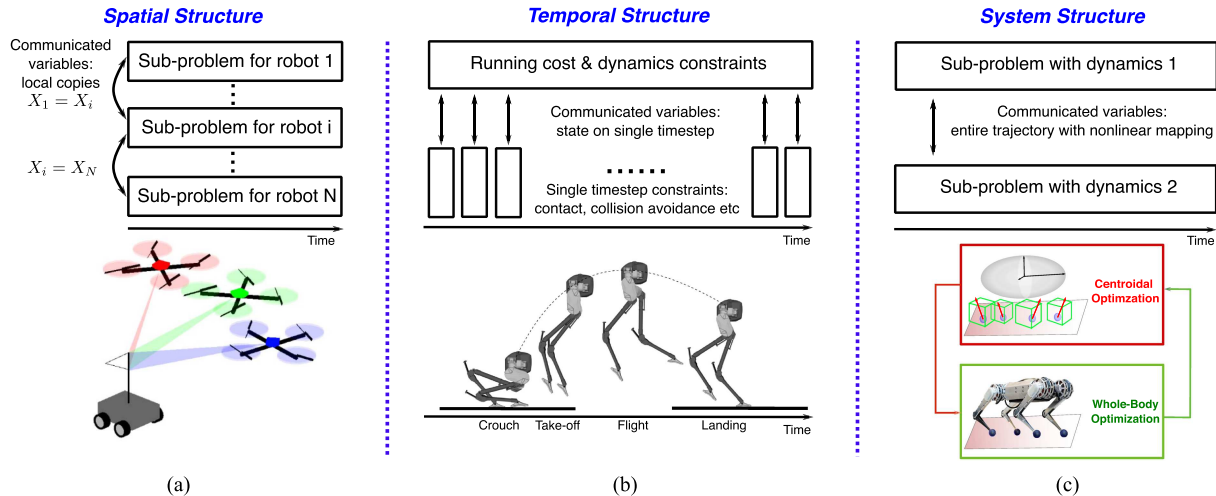 Spatial Structure
Communicated
variables:
local copies
X₁ = Xᵢ
Xᵢ = X_N
Sub-problem for robot 1
Sub-problem for robot i
Sub-problem for robot N
Time
(a)
Temporal Structure
Running cost & dynamics constraints
Communicated variables:
state on single timestep
......
Single timestep constraints:
contact, collision avoidance etc
Time
Crouch
Take-off
Flight
Landing
Time
(b)
System Structure
Sub-problem with dynamics 1
Communicated variables:
entire trajectory with nonlinear mapping
Sub-problem with dynamics 2
Time
Centroidal
Optimzation
Whole-Body
Optimization
(c)